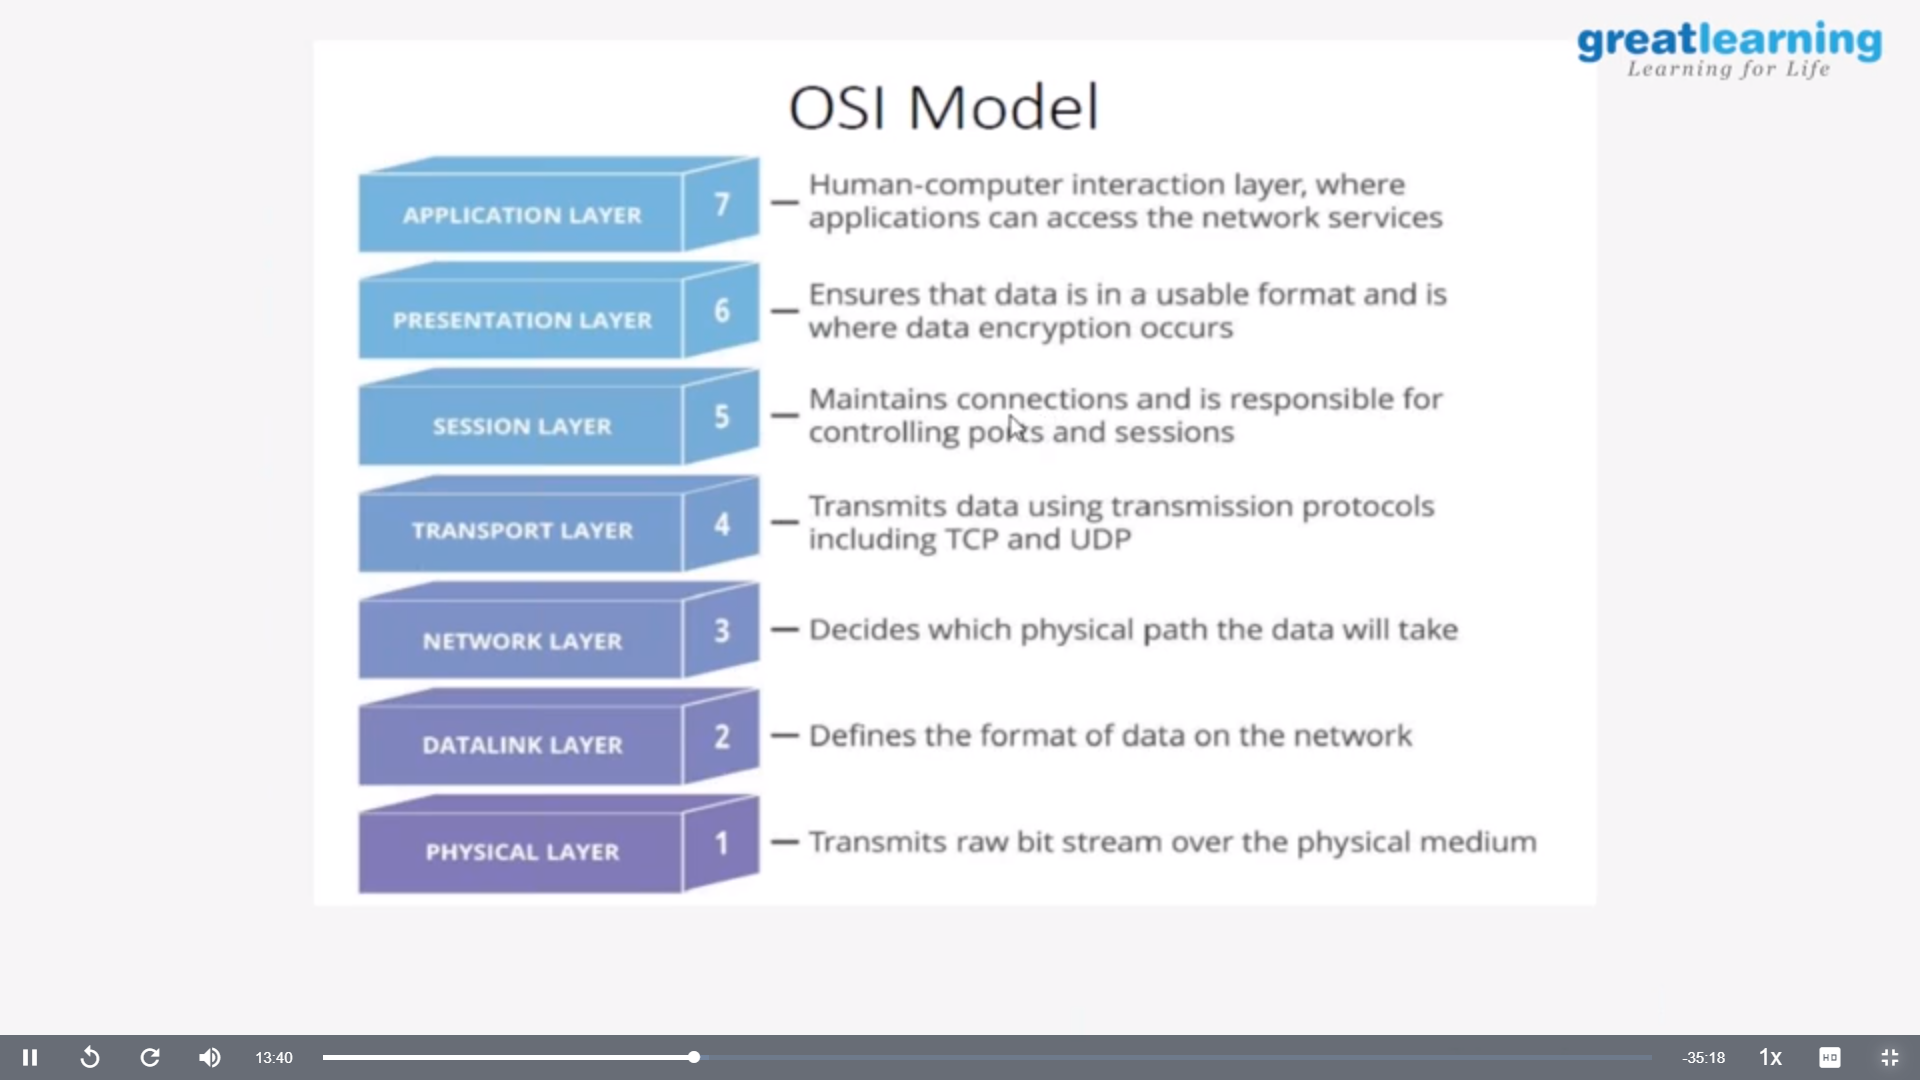 greatlearning
Learning for Life
OSI Model
APPLICATION LAYER 7
Human-computer interaction layer, where
applications can access the network services
PRESENTATION LAYER 6
Ensures that data is in a usable format and is
where data encryption occurs
SESSION LAYER 5
Maintains connections and is responsible for
controlling ports and sessions
TRANSPORT LAYER 4
Transmits data using transmission protocols
including TCP and UDP
NETWORK LAYER 3
Decides which physical path the data will take
DATALINK LAYER 2
Defines the format of data on the network
PHYSICAL LAYER 1
Transmits raw bit stream over the physical medium
13:40 -35:18 1x HD